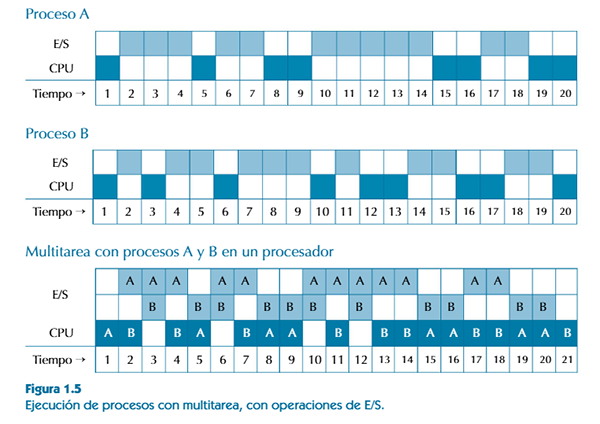 Proceso A
E/S
CPU
Tiempo → 1 2 3 4 5 6 7 8 9 10 11 12 13 14 15 16 17 18 19 20
Proceso B
E/S
CPU
Tiempo → 1 2 3 4 5 6 7 8 9 10 11 12 13 14 15 16 17 18 19 20
Multitarea con procesos A y B en un procesador
A A A A A A A A A A A A
E/S
B B B B B B B B B B B
CPU A B B A B A A B B B A A B B A A B
Tiempo → 1 2 3 4 5 6 7 8 9 10 11 12 13 14 15 16 17 18 19 20 21
Figura 1.5
Ejecución de procesos con multitarea, con operaciones de E/S.